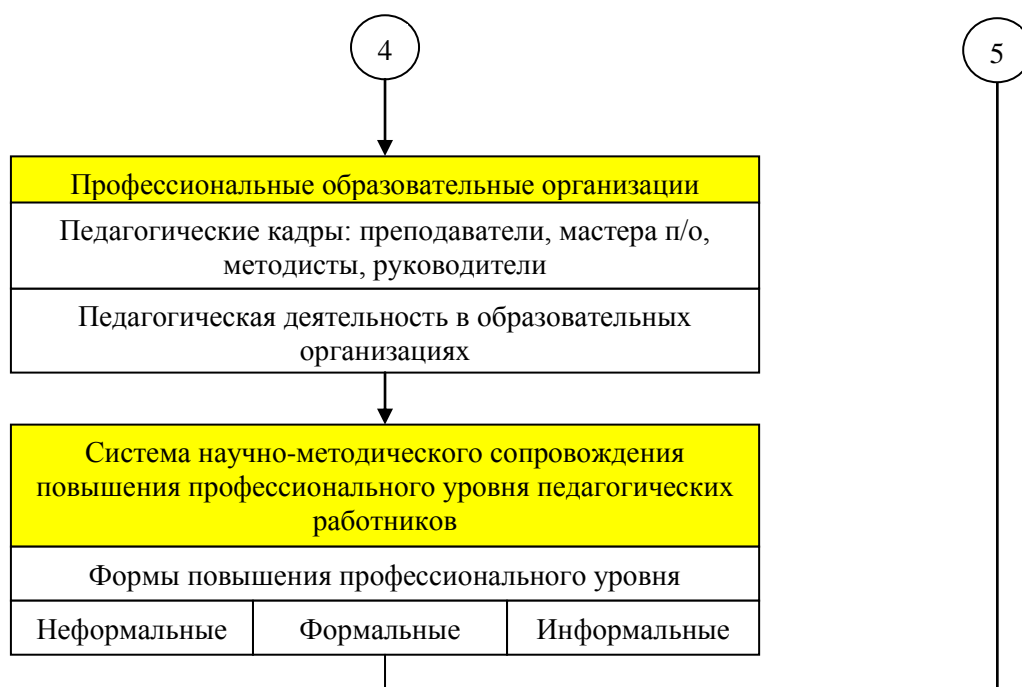 4
5
Профессиональные образовательные организации
Педагогические кадры: преподаватели, мастера п/о,
методисты, руководители
Педагогическая деятельность в образовательных
организациях
Система научно-методического сопровождения
повышения профессионального уровня педагогических
работников
Формы повышения профессионального уровня
Неформальные
Формальные
Информальные